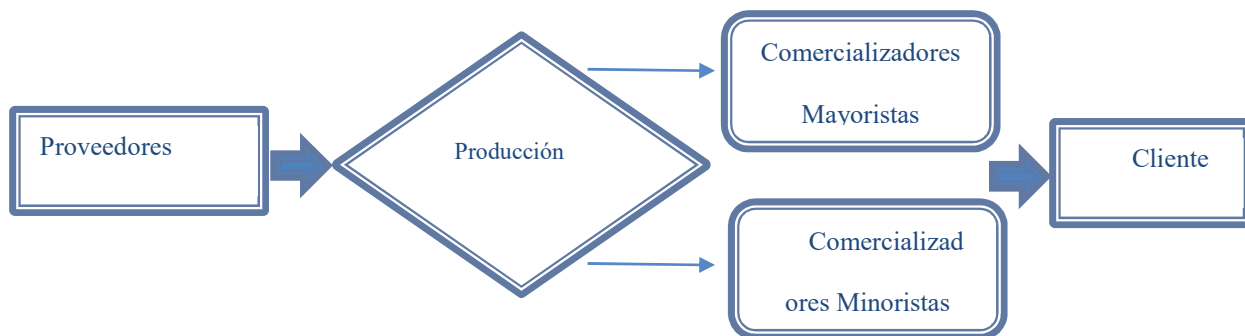 Proveedores
Producción
Comercializadores
Mayoristas
Comercializad
ores Minoristas
Cliente